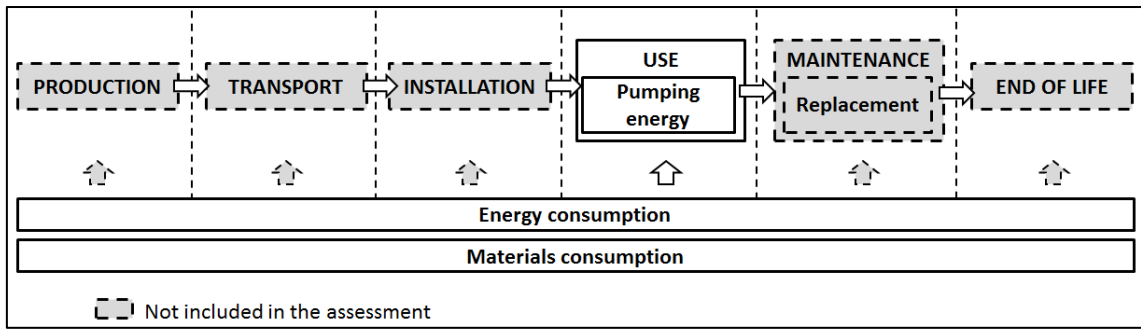 PRODUCTION
TRANSPORT
INSTALLATION
USE
Pumping
energy
MAINTENANCE
Replacement
END OF LIFE
Energy consumption
Materials consumption
Not included in the assessment